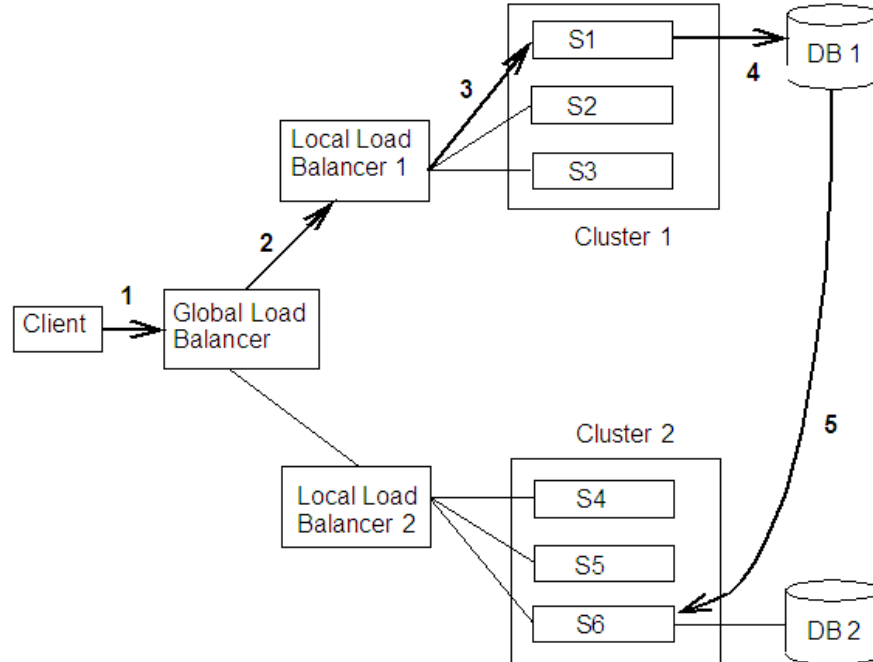 S1
DB 1
4
3
S2
Local Load
Balancer 1
S3
2
Cluster 1
1
Client
Global Load
Balancer
5
Cluster 2
Local Load
Balancer 2
S4
S5
S6
DB 2